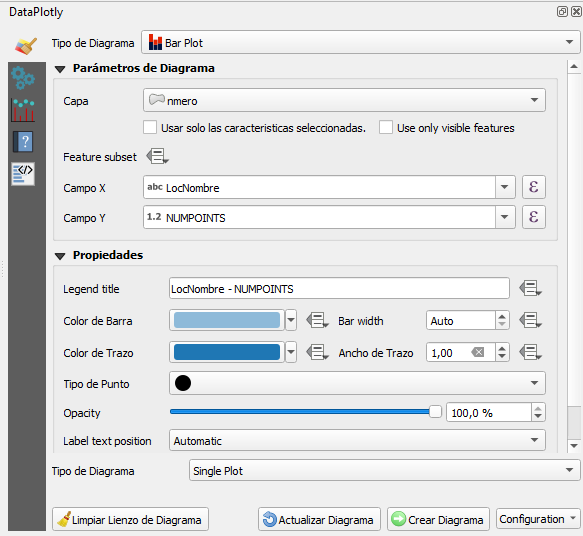 DataPlotly
Tipo de Diagrama Bar Plot
Parámetros de Diagrama
Capa nmero
Usar solo las caracteristicas seleccionadas. Use only visible features
Feature subset
Campo X abc LocNombre ε
Campo Y 1.2 NUMPOINTS ε
Propiedades
Legend title LocNombre - NUMPOINTS
Color de Barra Bar width Auto
Color de Trazo Ancho de Trazo 1,00
Tipo de Punto
Opacity 100,0 %
Label text position Automatic
Tipo de Diagrama Single Plot
Limpiar Lienzo de Diagrama Actualizar Diagrama Crear Diagrama Configuration